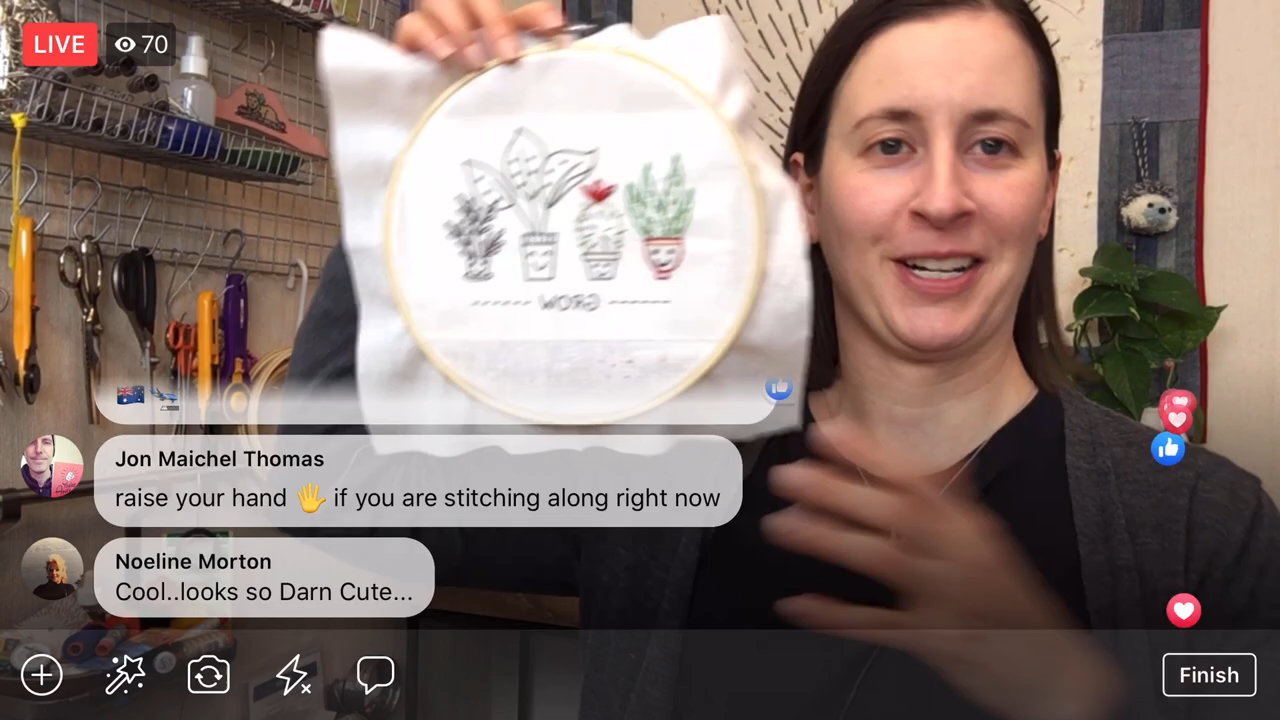 LIVE
70
GROW
🇦🇺 🛫
Jon Maichel Thomas
raise your hand 🖐 if you are stitching along right now
Noeline Morton
Cool..looks so Darn Cute...
Finish